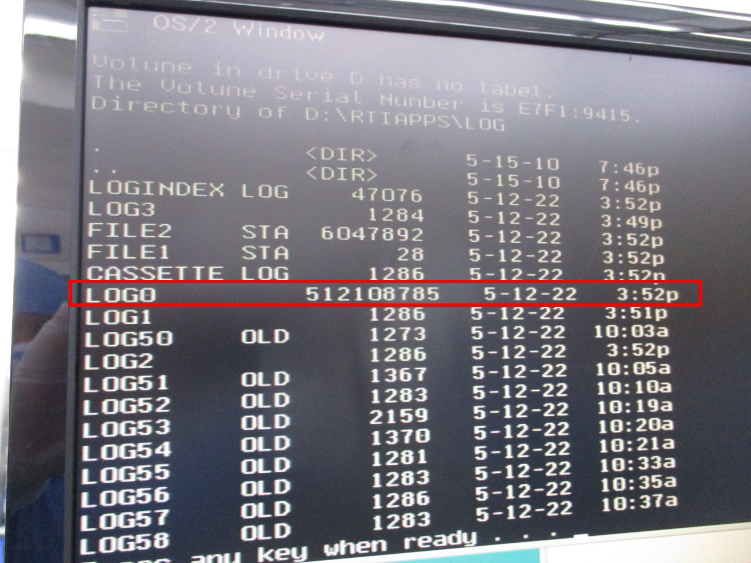 OS/2 Window
Volume in drive D has no label.
The Volume Serial Number is E7F1:9415.
Directory of D:\RTIAPPS\LOG
. <DIR> 5-15-10 7:46p
.. <DIR> 5-15-10 7:46p
LOGINDEX LOG 47076 5-12-22 3:52p
LOG3 1284 5-12-22 3:49p
FILE2 STA 6047892 5-12-22 3:52p
FILE1 STA 28 5-12-22 3:52p
CASSETTE LOG 1286 5-12-22 3:52p
LOG0 512108785 5-12-22 3:52p
LOG1 1286 5-12-22 3:51p
LOG50 OLD 1273 5-12-22 10:03a
LOG2 1286 5-12-22 3:52p
LOG51 OLD 1367 5-12-22 10:05a
LOG52 OLD 1283 5-12-22 10:10a
LOG53 OLD 2159 5-12-22 10:19a
LOG54 OLD 1370 5-12-22 10:20a
LOG55 OLD 1281 5-12-22 10:21a
LOG56 OLD 1283 5-12-22 10:33a
LOG57 OLD 1286 5-12-22 10:35a
LOG58 OLD 1283 5-12-22 10:37a
any key when ready . . .